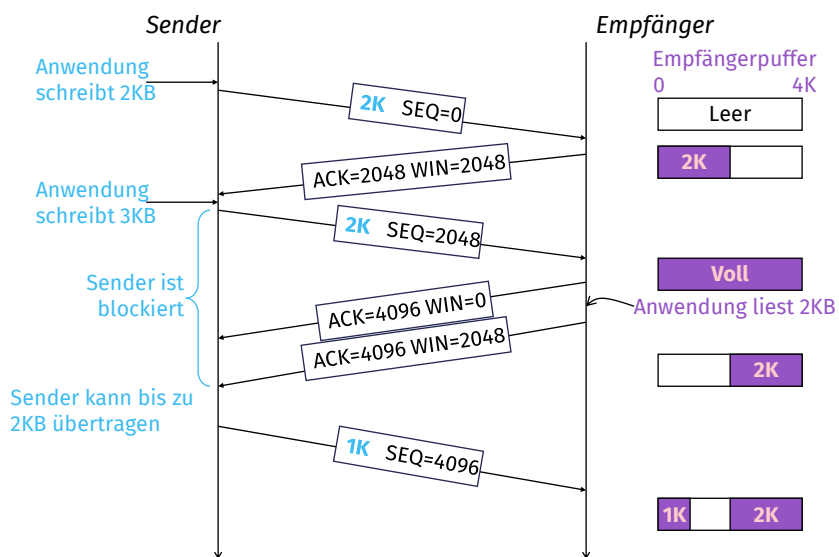 Sender
Empfänger
Anwendung
schreibt 2KB
Empfängerpuffer
0 4K
2K SEQ=0
Leer
ACK=2048 WIN=2048
2K
Anwendung
schreibt 3KB
2K SEQ=2048
Voll
Sender ist
blockiert
ACK=4096 WIN=0
Anwendung liest 2KB
ACK=4096 WIN=2048
2K
Sender kann bis zu
2KB übertragen
1K SEQ=4096
1K 2K